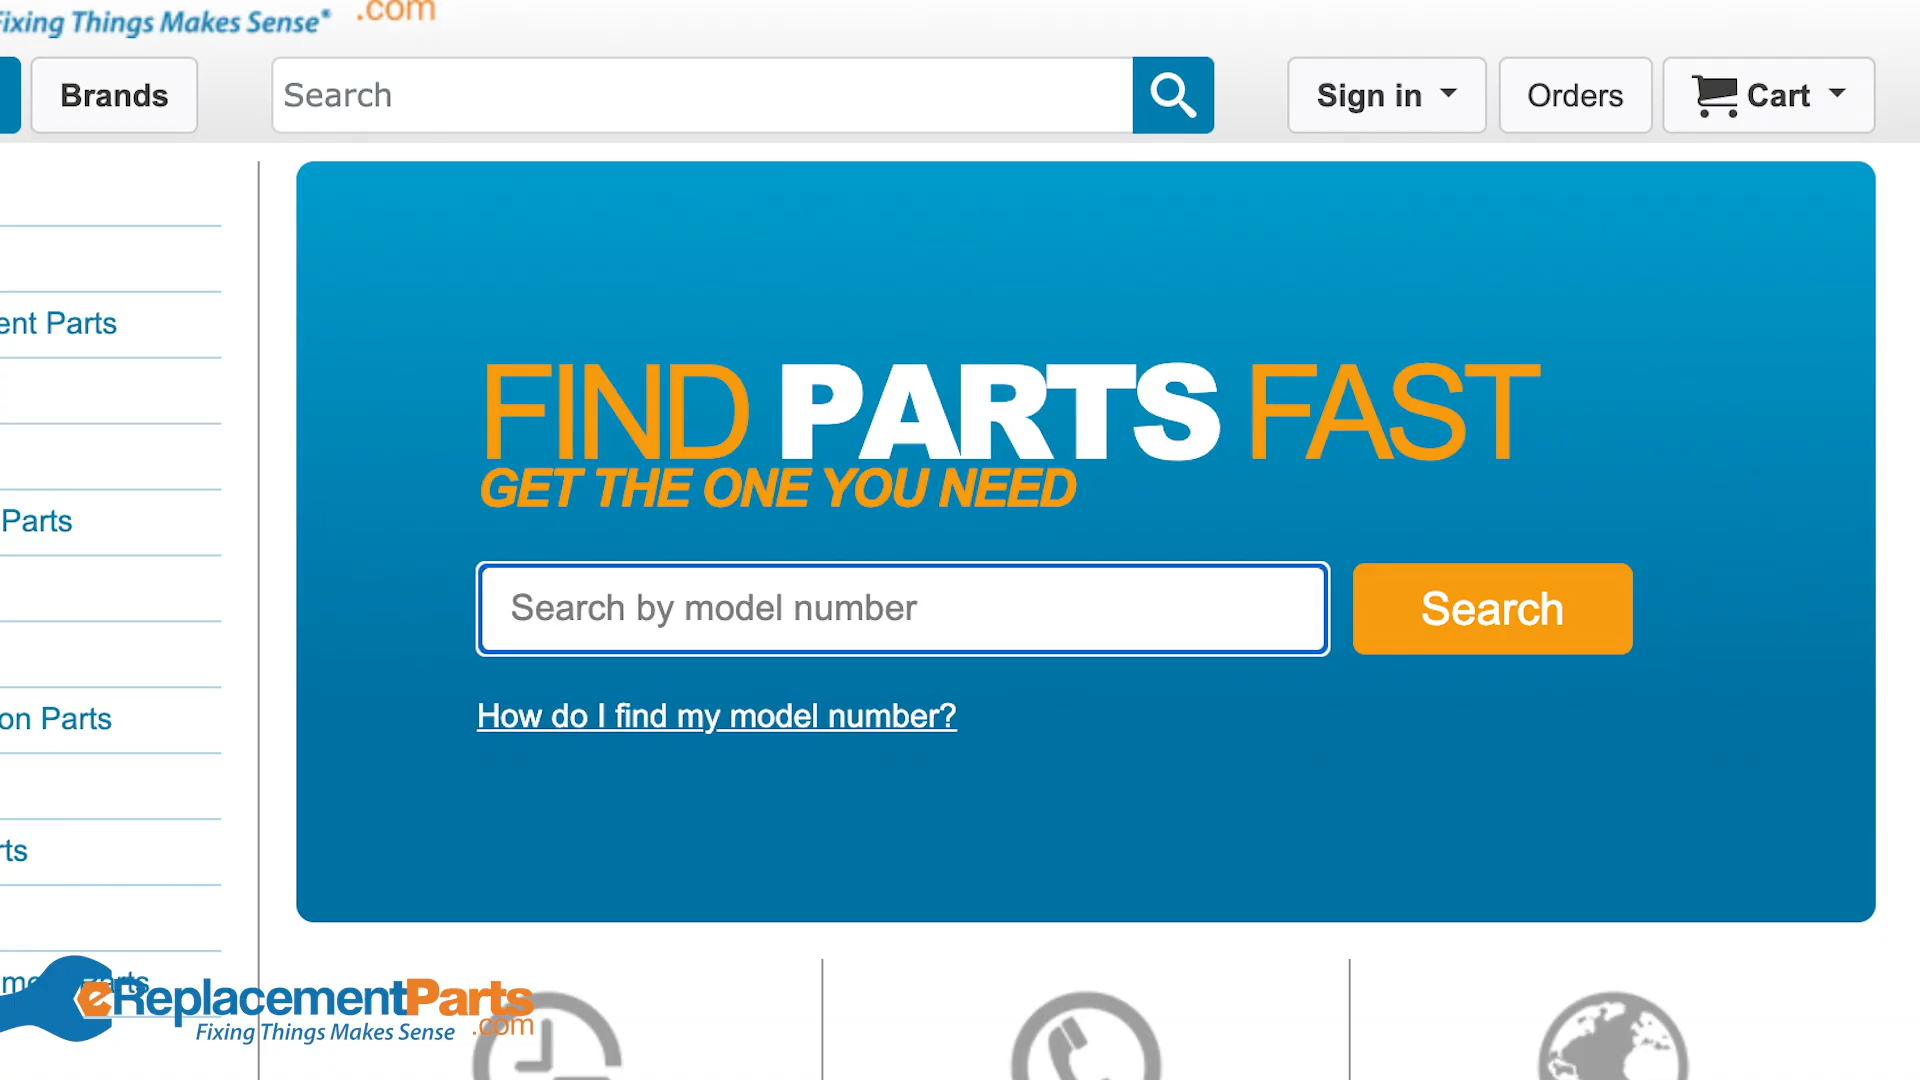 Fixing Things Makes Sense®
.com
Brands
Search
Sign in
Orders
Cart
ent Parts
Parts
on Parts
rts
FIND PARTS FAST
GET THE ONE YOU NEED
Search by model number
Search
How do I find my model number?
eReplacementParts
.com
Fixing Things Makes Sense